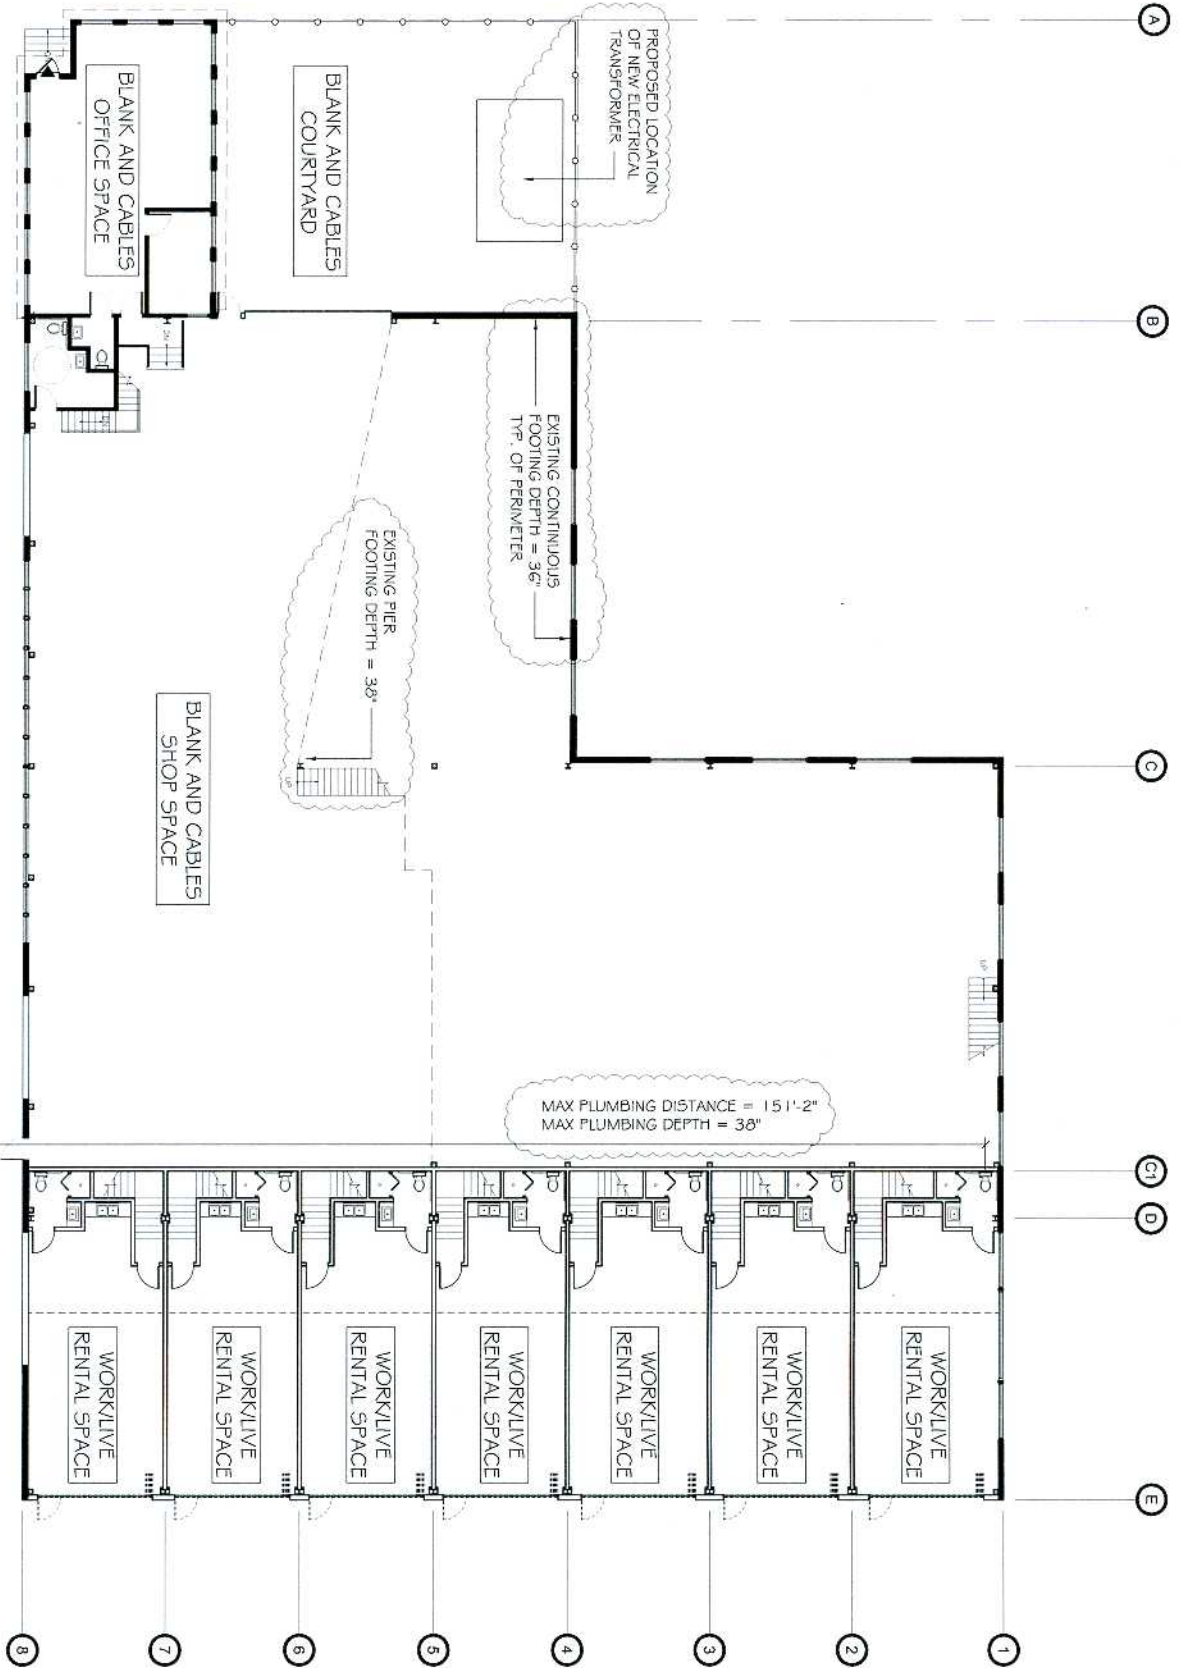 A
PROPOSED LOCATION
OF NEW ELECTRICAL
TRANSFORMER
BLANK AND CABLES
COURTYARD
BLANK AND CABLES
OFFICE SPACE
B
DN
EXISTING CONTINUOUS
FOOTING DEPTH = 36"
TYP. OF PERIMETER
EXISTING PIER
FOOTING DEPTH = 38"
C
UP
BLANK AND CABLES
SHOP SPACE
UP
MAX PLUMBING DISTANCE = 151'-2"
MAX PLUMBING DEPTH = 38"
C1
D
WORK/LIVE
RENTAL SPACE
WORK/LIVE
RENTAL SPACE
WORK/LIVE
RENTAL SPACE
WORK/LIVE
RENTAL SPACE
WORK/LIVE
RENTAL SPACE
WORK/LIVE
RENTAL SPACE
WORK/LIVE
RENTAL SPACE
E
8
7
6
5
4
3
2
1